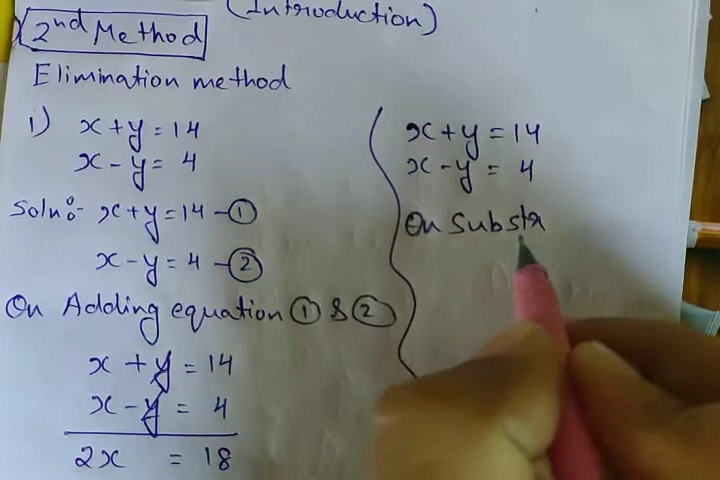 (Introduction)
2nd Method
Elimination method
1) x+y=14
x-y= 4
Soln:- x+y=14-①
x-y=4-②
On Adding equation ① & ②
x+y=14
x-y= 4
2x =18
x+y=14
x-y= 4
On Substr